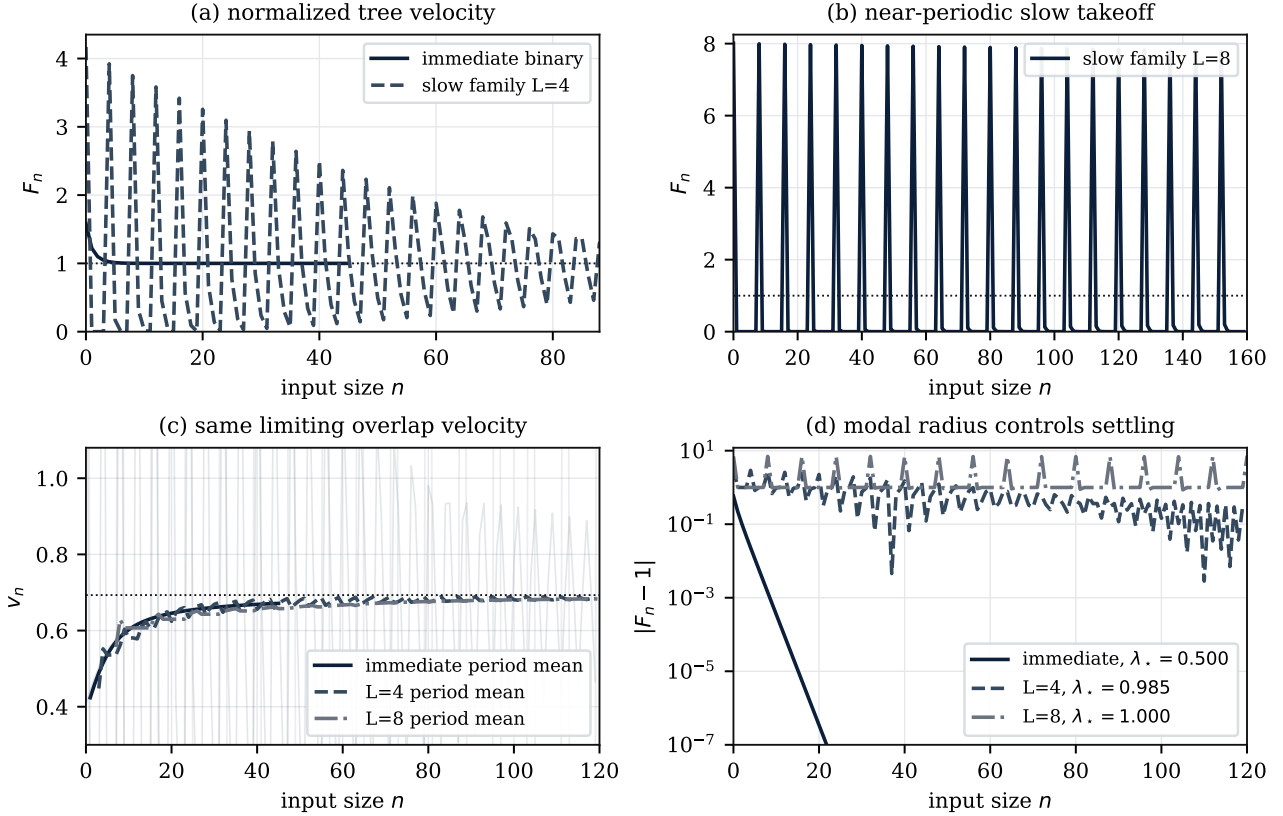 (a) normalized tree velocity
4
3
2
1
0
F_n
immediate binary
slow family L=4
0 20 40 60 80
input size n
(b) near-periodic slow takeoff
8
6
4
2
0
F_n
slow family L=8
0 20 40 60 80 100 120 140 160
input size n
(c) same limiting overlap velocity
1.0
0.8
0.6
0.4
v_n
immediate period mean
L=4 period mean
L=8 period mean
0 20 40 60 80 100 120
input size n
(d) modal radius controls settling
10^1
10^−1
10^−3
10^−5
10^−7
|F_n − 1|
immediate, λ⋆ = 0.500
L=4, λ⋆ = 0.985
L=8, λ⋆ = 1.000
0 20 40 60 80 100 120
input size n